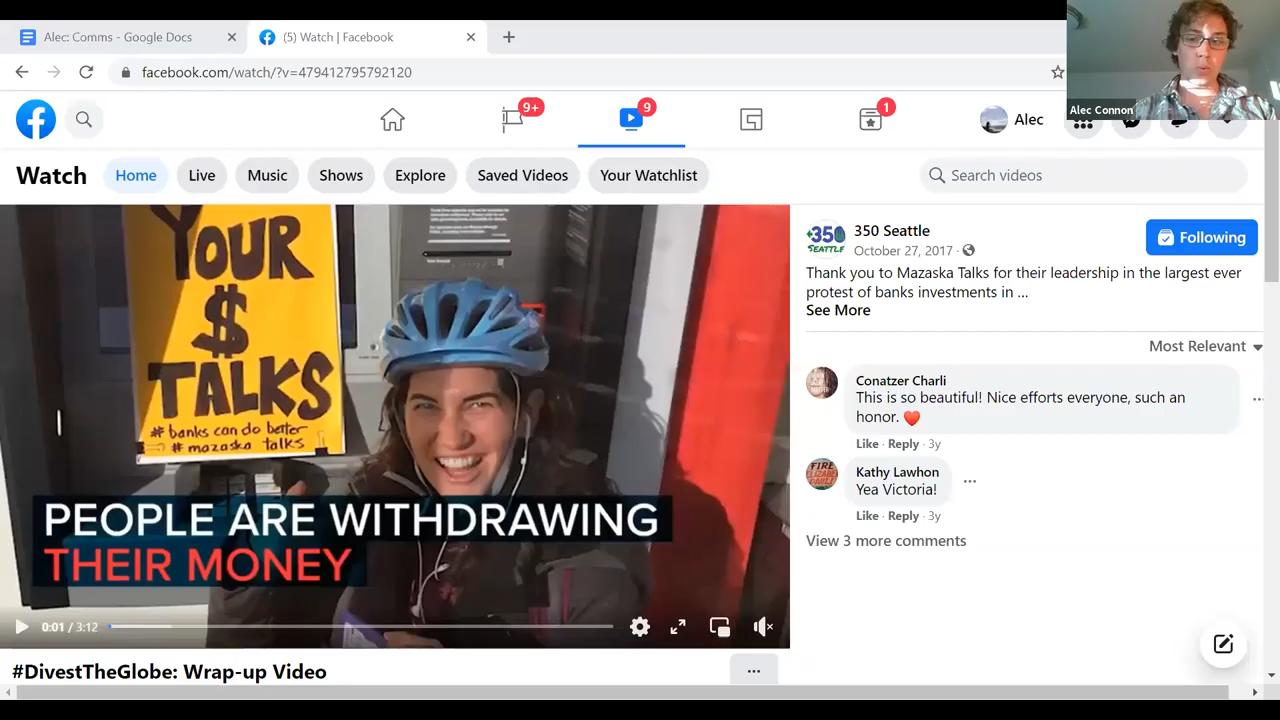 Alec: Comms - Google Docs
(5) Watch | Facebook
facebook.com/watch/?v=479412795792120
Alec Connon
9+
9
1
Alec
Watch
Home
Live
Music
Shows
Explore
Saved Videos
Your Watchlist
Search videos
YOUR
$
TALKS
# banks can do better
# mazaska talks
PEOPLE ARE WITHDRAWING
THEIR MONEY
0:01 / 3:12
#DivestTheGlobe: Wrap-up Video
350 Seattle
October 27, 2017 ·
Following
Thank you to Mazaska Talks for their leadership in the largest ever
protest of banks investments in ...
See More
Most Relevant
Conatzer Charli
This is so beautiful! Nice efforts everyone, such an
honor.
Like · Reply · 3y
Kathy Lawhon
Yea Victoria!
Like · Reply · 3y
View 3 more comments